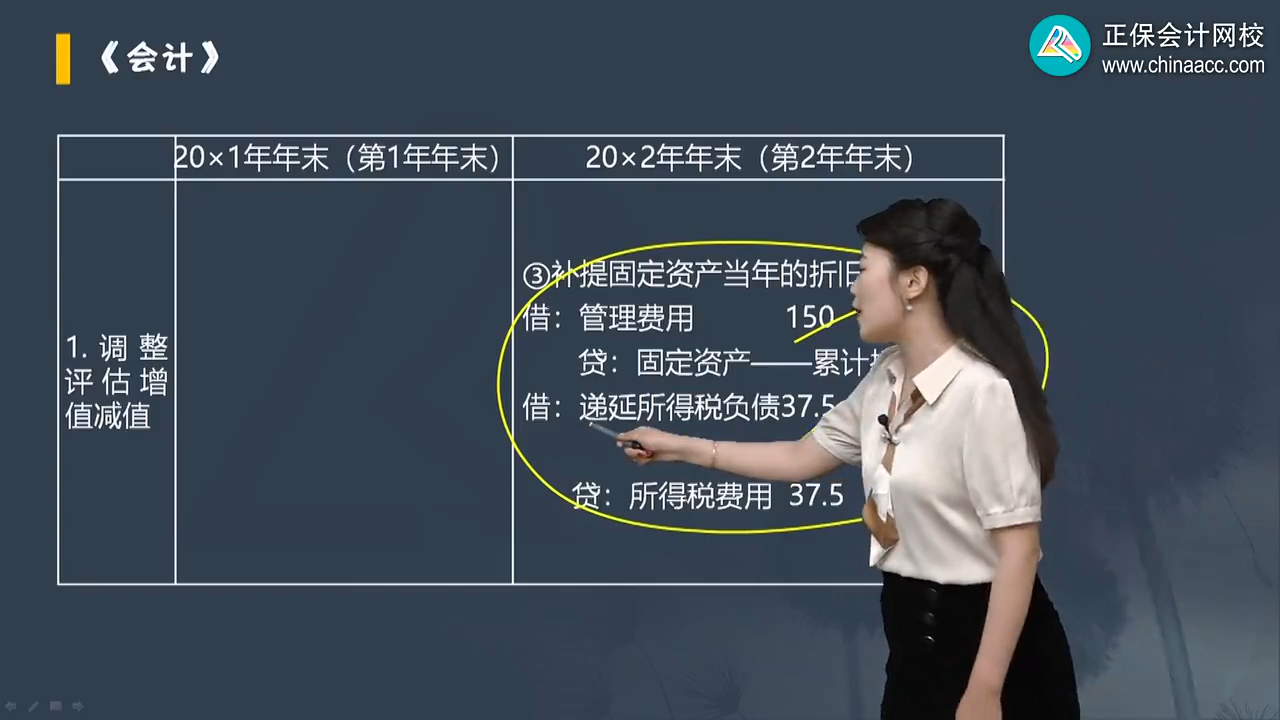 《会计》
正保会计网校
www.chinaacc.com
20×1年年末（第1年年末）
20×2年年末（第2年年末）
1. 调整
评估增
值减值
③补提固定资产当年的折旧
借：管理费用 150
贷：固定资产——累计
借：递延所得税负债37.5
贷：所得税费用 37.5